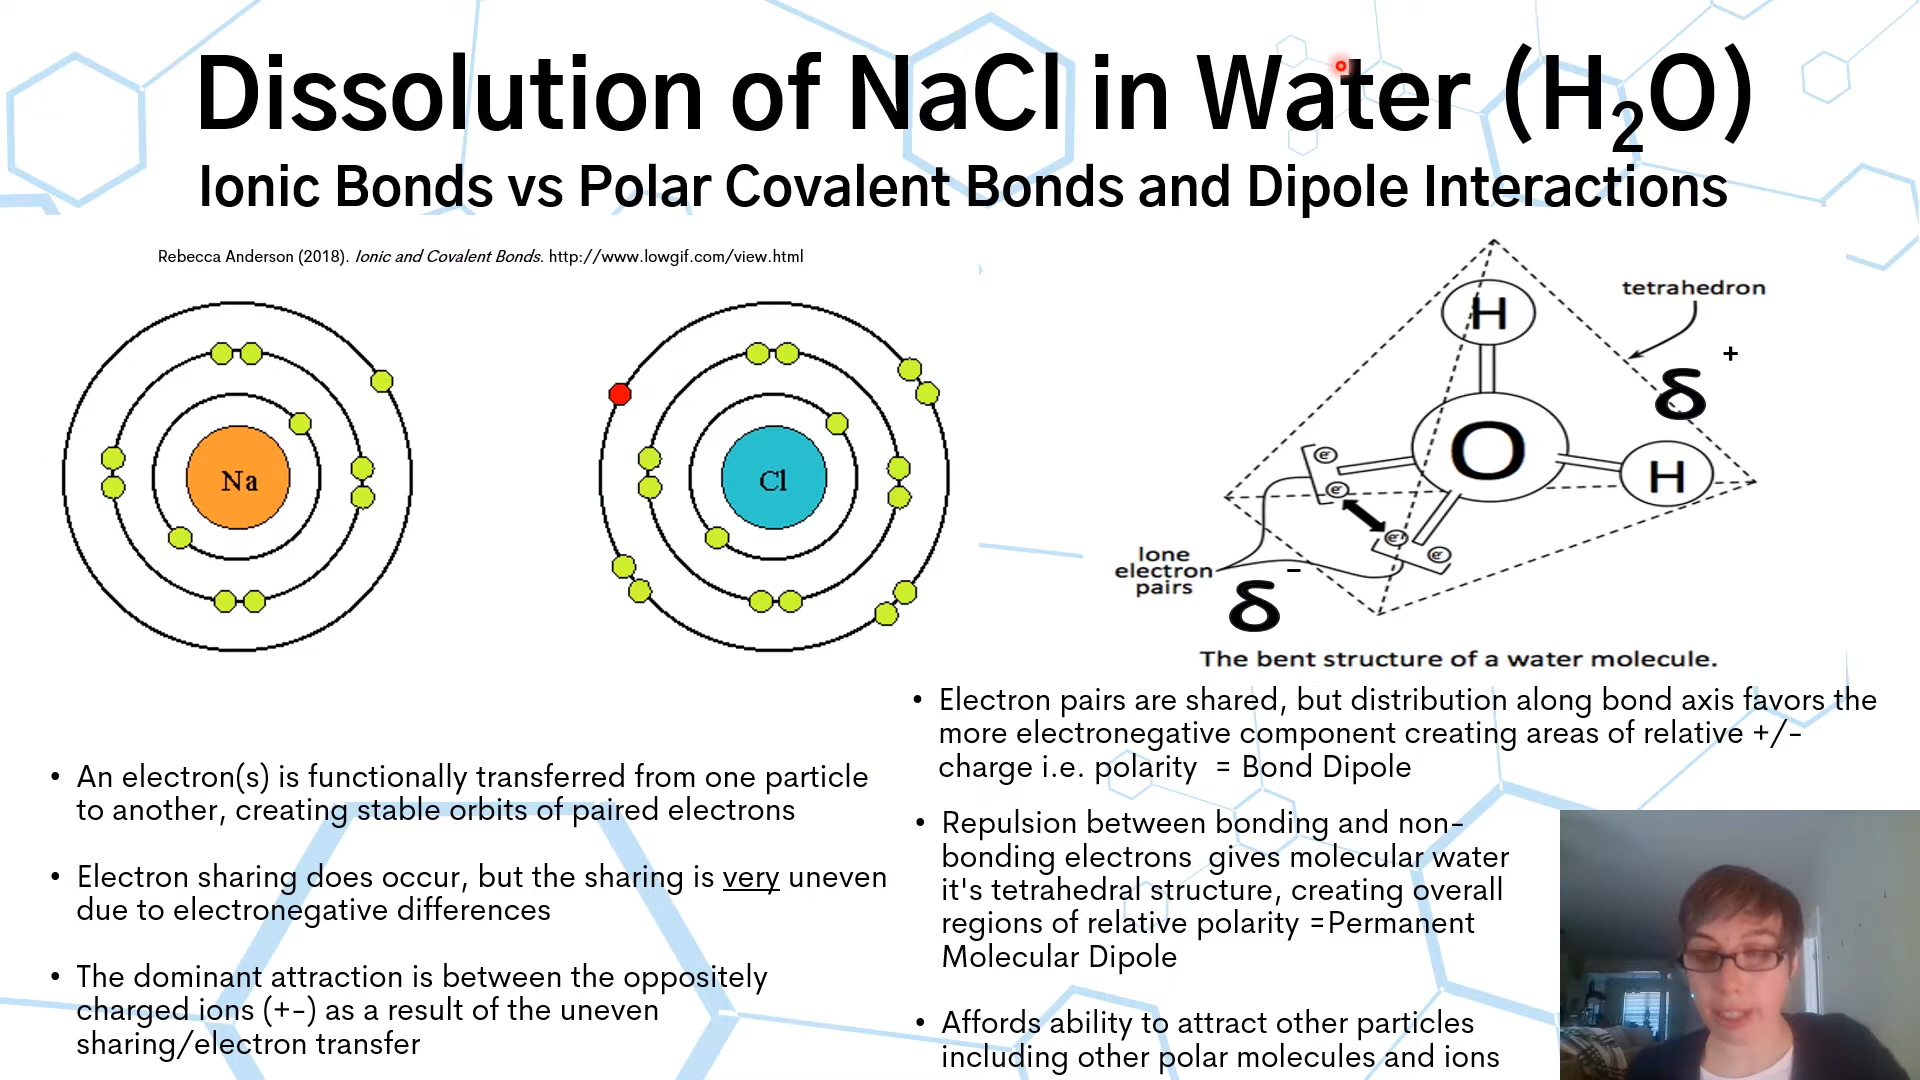 Dissolution of NaCl in Water (H₂O)
Ionic Bonds vs Polar Covalent Bonds and Dipole Interactions
Rebecca Anderson (2018). Ionic and Covalent Bonds. http://www.lowgif.com/view.html
Na
Cl
tetrahedron
H
δ +
O
H
e⁻
e⁻
e⁻
e⁻
lone
electron
pairs
δ −
The bent structure of a water molecule.
• An electron(s) is functionally transferred from one particle
to another, creating stable orbits of paired electrons
• Electron sharing does occur, but the sharing is very uneven
due to electronegative differences
• The dominant attraction is between the oppositely
charged ions (+-) as a result of the uneven
sharing/electron transfer
• Electron pairs are shared, but distribution along bond axis favors the
more electronegative component creating areas of relative +/-
charge i.e. polarity = Bond Dipole
• Repulsion between bonding and non-
bonding electrons gives molecular water
it's tetrahedral structure, creating overall
regions of relative polarity =Permanent
Molecular Dipole
• Affords ability to attract other particles
including other polar molecules and ions